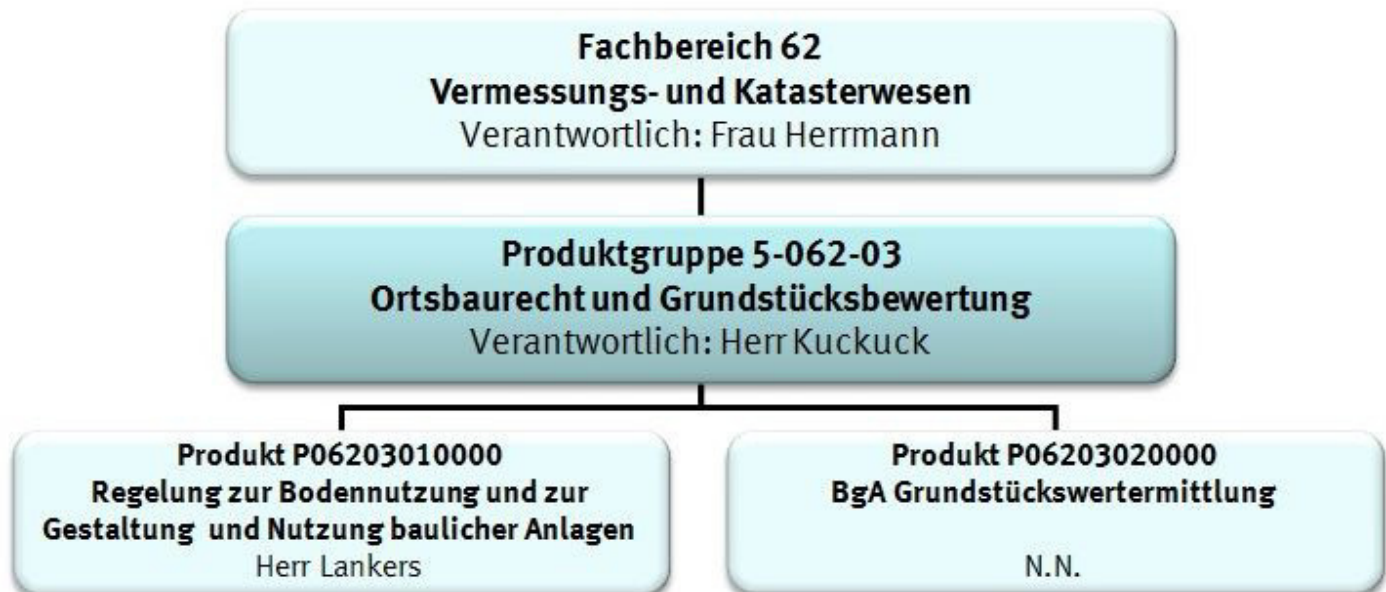 Fachbereich 62
Vermessungs- und Katasterwesen
Verantwortlich: Frau Herrmann
Produktgruppe 5-062-03
Ortsbaurecht und Grundstücksbewertung
Verantwortlich: Herr Kuckuck
Produkt P06203010000
Regelung zur Bodennutzung und zur
Gestaltung und Nutzung baulicher Anlagen
Herr Lankers
Produkt P06203020000
BgA Grundstückswertermittlung
N.N.